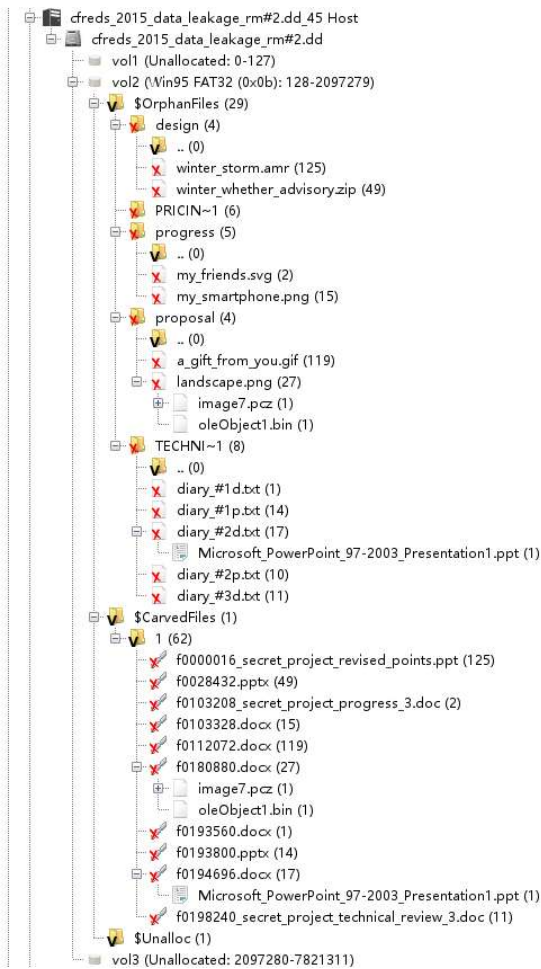 cfreds_2015_data_leakage_rm#2.dd_45 Host
cfreds_2015_data_leakage_rm#2.dd
vol1 (Unallocated: 0-127)
vol2 (Win95 FAT32 (0x0b): 128-2097279)
$OrphanFiles (29)
design (4)
.. (0)
winter_storm.amr (125)
winter_whether_advisory.zip (49)
PRICIN~1 (6)
progress (5)
.. (0)
my_friends.svg (2)
my_smartphone.png (15)
proposal (4)
.. (0)
a_gift_from_you.gif (119)
landscape.png (27)
image7.pcz (1)
oleObject1.bin (1)
TECHNI~1 (8)
.. (0)
diary_#1d.txt (1)
diary_#1p.txt (14)
diary_#2d.txt (17)
Microsoft_PowerPoint_97-2003_Presentation1.ppt (1)
diary_#2p.txt (10)
diary_#3d.txt (11)
$CarvedFiles (1)
1 (62)
f0000016_secret_project_revised_points.ppt (125)
f0028432.pptx (49)
f0103208_secret_project_progress_3.doc (2)
f0103328.docx (15)
f0112072.docx (119)
f0180880.docx (27)
image7.pcz (1)
oleObject1.bin (1)
f0193560.docx (1)
f0193800.pptx (14)
f0194696.docx (17)
Microsoft_PowerPoint_97-2003_Presentation1.ppt (1)
f0198240_secret_project_technical_review_3.doc (11)
$Unalloc (1)
vol3 (Unallocated: 2097280-7821311)